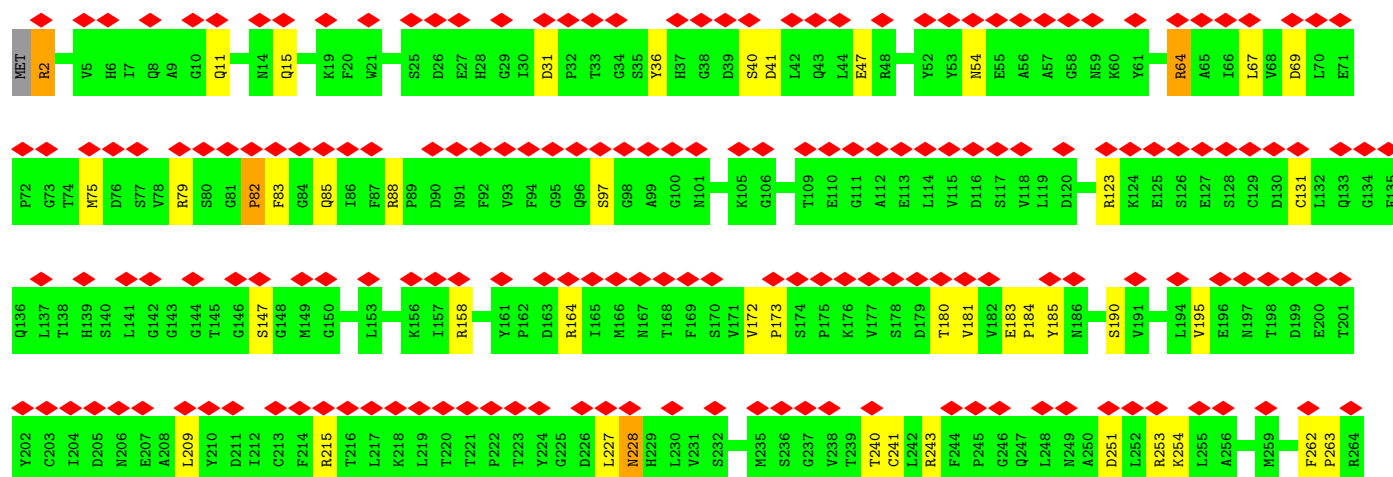 MET R2 V5 H6 I7 Q8 A9 G10 Q11 N14 Q15 K19 F20 W21 S25 D26 E27 H28 G29 I30 D31 P32 T33 G34 S35 Y36 H37 G38 D39 S40 D41 L42 Q43 L44 E47 R48 Y52 Y53 N54 E55 A56 A57 G58 N59 K60 Y61 R64 A65 I66 L67 V68 D69 L70 E71
P72 G73 T74 M75 D76 S77 V78 R79 S80 G81 P82 F83 G84 Q85 I86 F87 R88 P89 D90 N91 F92 V93 F94 G95 Q96 S97 G98 A99 G100 N101 K105 G106 T109 E110 G111 A112 E113 L114 V115 D116 S117 V118 L119 D120 R123 K124 E125 S126 E127 S128 C129 D130 C131 L132 Q133 G134 F135
Q136 L137 T138 H139 S140 L141 G142 G143 G144 T145 G146 S147 G148 M149 G150 L153 K156 I157 R158 Y161 P162 D163 R164 I165 M166 N167 T168 F169 S170 V171 V172 P173 S174 P175 K176 V177 S178 D179 T180 V181 V182 E183 P184 Y185 N186 S190 V191 L194 V195 E196 N197 T198 D199 E200 T201
Y202 C203 I204 D205 N206 E207 A208 L209 Y210 D211 I212 C213 F214 R215 T216 L217 K218 L219 T220 T221 P222 T223 Y224 G225 D226 L227 N228 H229 L230 V231 S232 M235 S236 G237 V238 T239 T240 C241 L242 R243 F244 P245 G246 Q247 L248 N249 A250 D251 L252 R253 K254 L255 A256 M259 F262 P263 R264